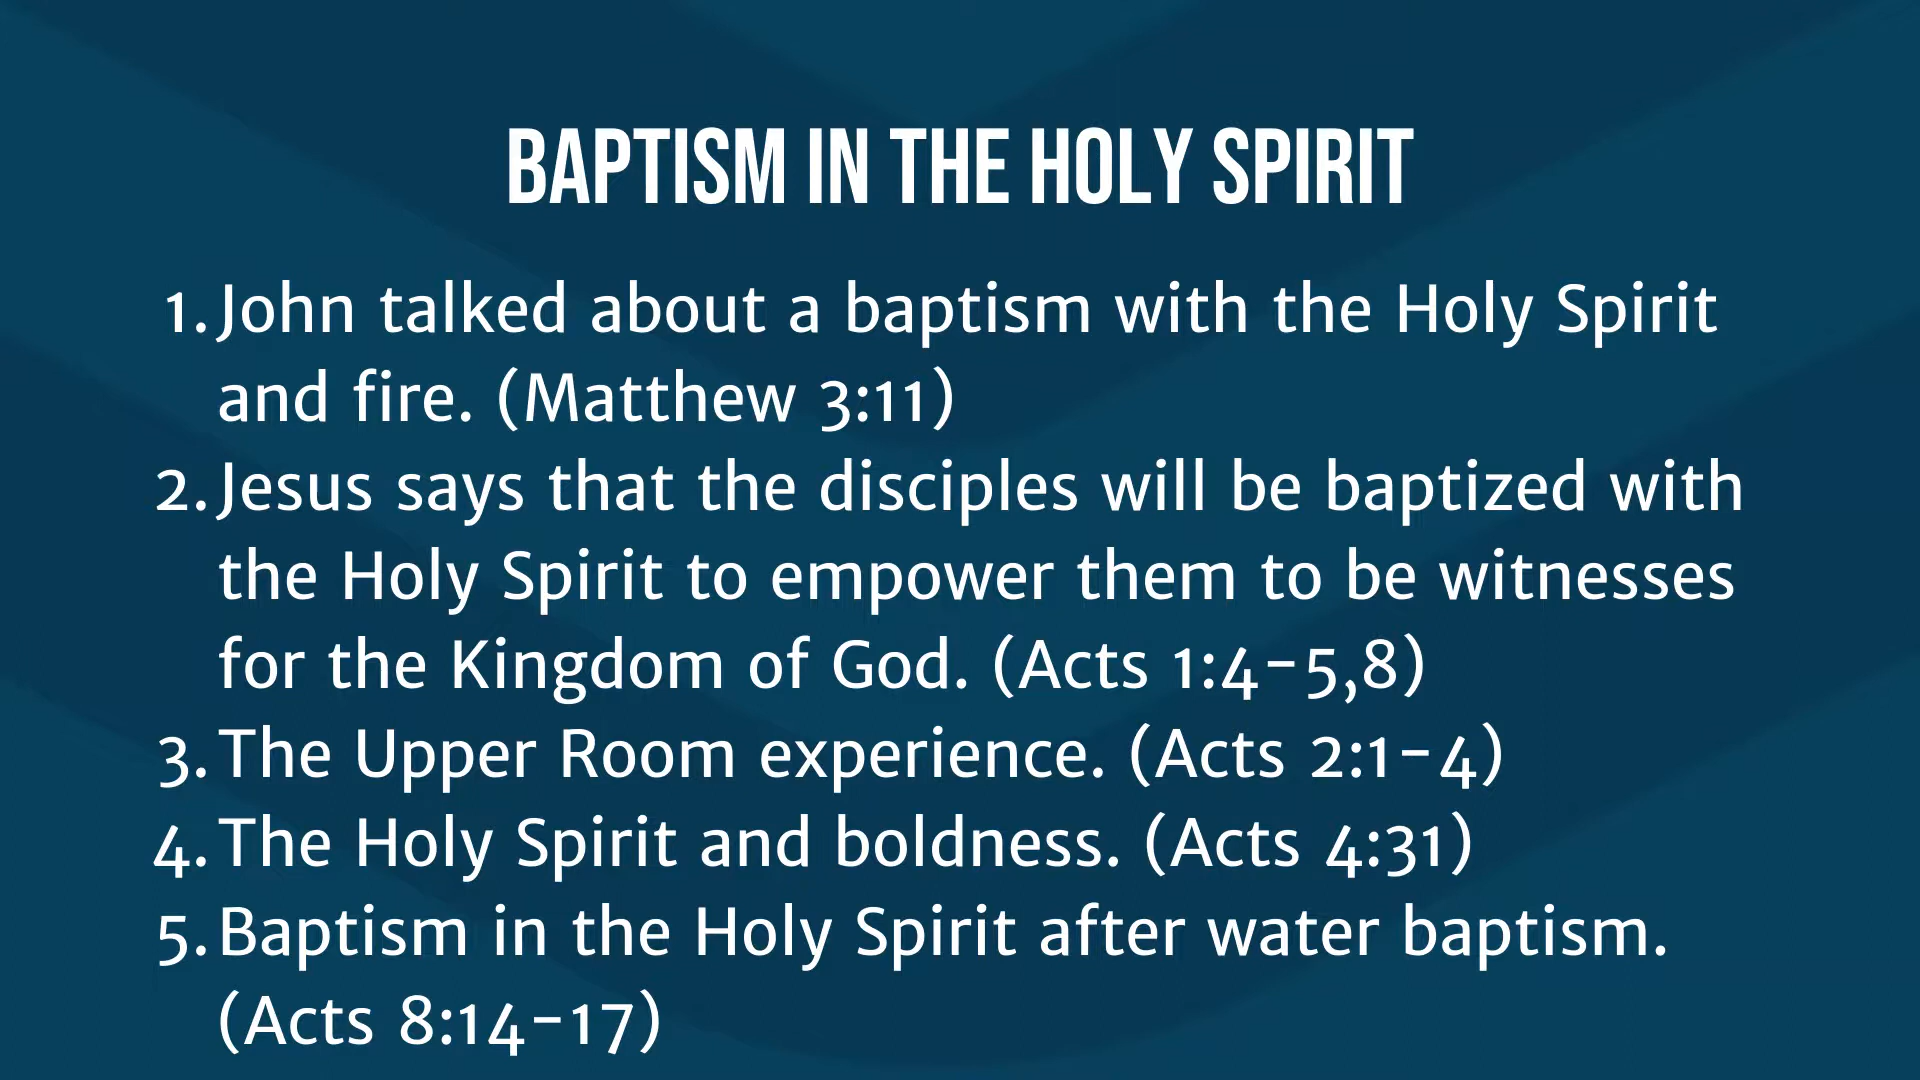 BAPTISM IN THE HOLY SPIRIT
1. John talked about a baptism with the Holy Spirit
and fire. (Matthew 3:11)
2. Jesus says that the disciples will be baptized with
the Holy Spirit to empower them to be witnesses
for the Kingdom of God. (Acts 1:4-5,8)
3. The Upper Room experience. (Acts 2:1-4)
4. The Holy Spirit and boldness. (Acts 4:31)
5. Baptism in the Holy Spirit after water baptism.
(Acts 8:14-17)